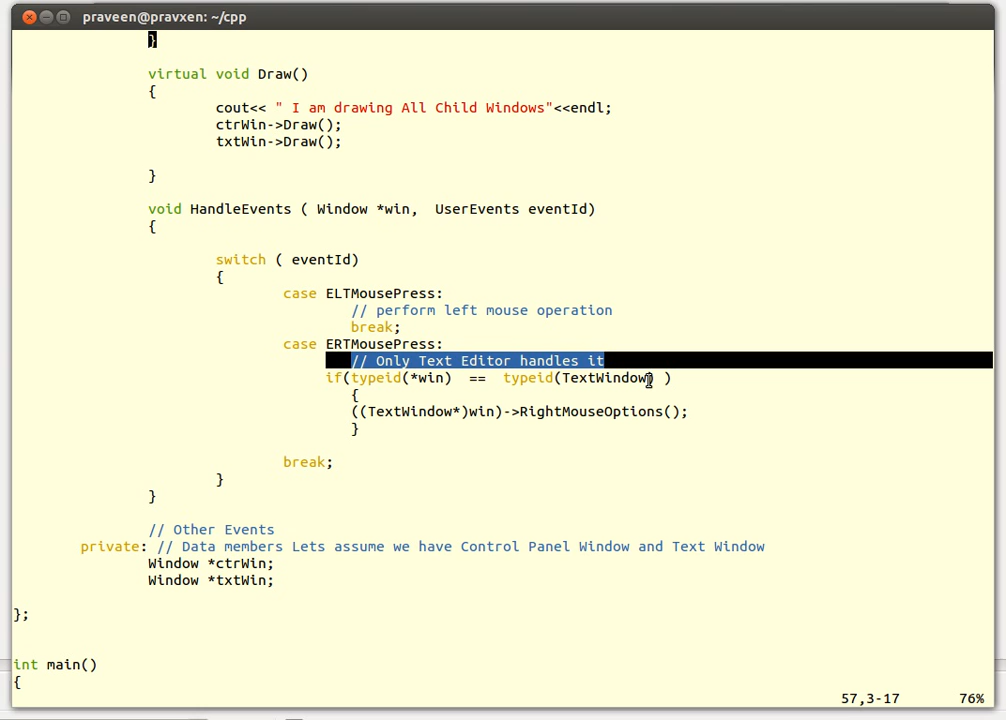 praveen@pravxen: ~/cpp
}
virtual void Draw()
{
cout<< " I am drawing All Child Windows"<<endl;
ctrWin->Draw();
txtWin->Draw();
}
void HandleEvents ( Window *win,  UserEvents eventId)
{
switch ( eventId)
{
case ELTMousePress:
// perform left mouse operation
break;
case ERTMousePress:
// Only Text Editor handles it
if(typeid(*win)  ==  typeid(TextWindow) )
{
((TextWindow*)win)->RightMouseOptions();
}
break;
}
}
// Other Events
private: // Data members Lets assume we have Control Panel Window and Text Window
Window *ctrWin;
Window *txtWin;
};
int main()
{
57,3-17 76%